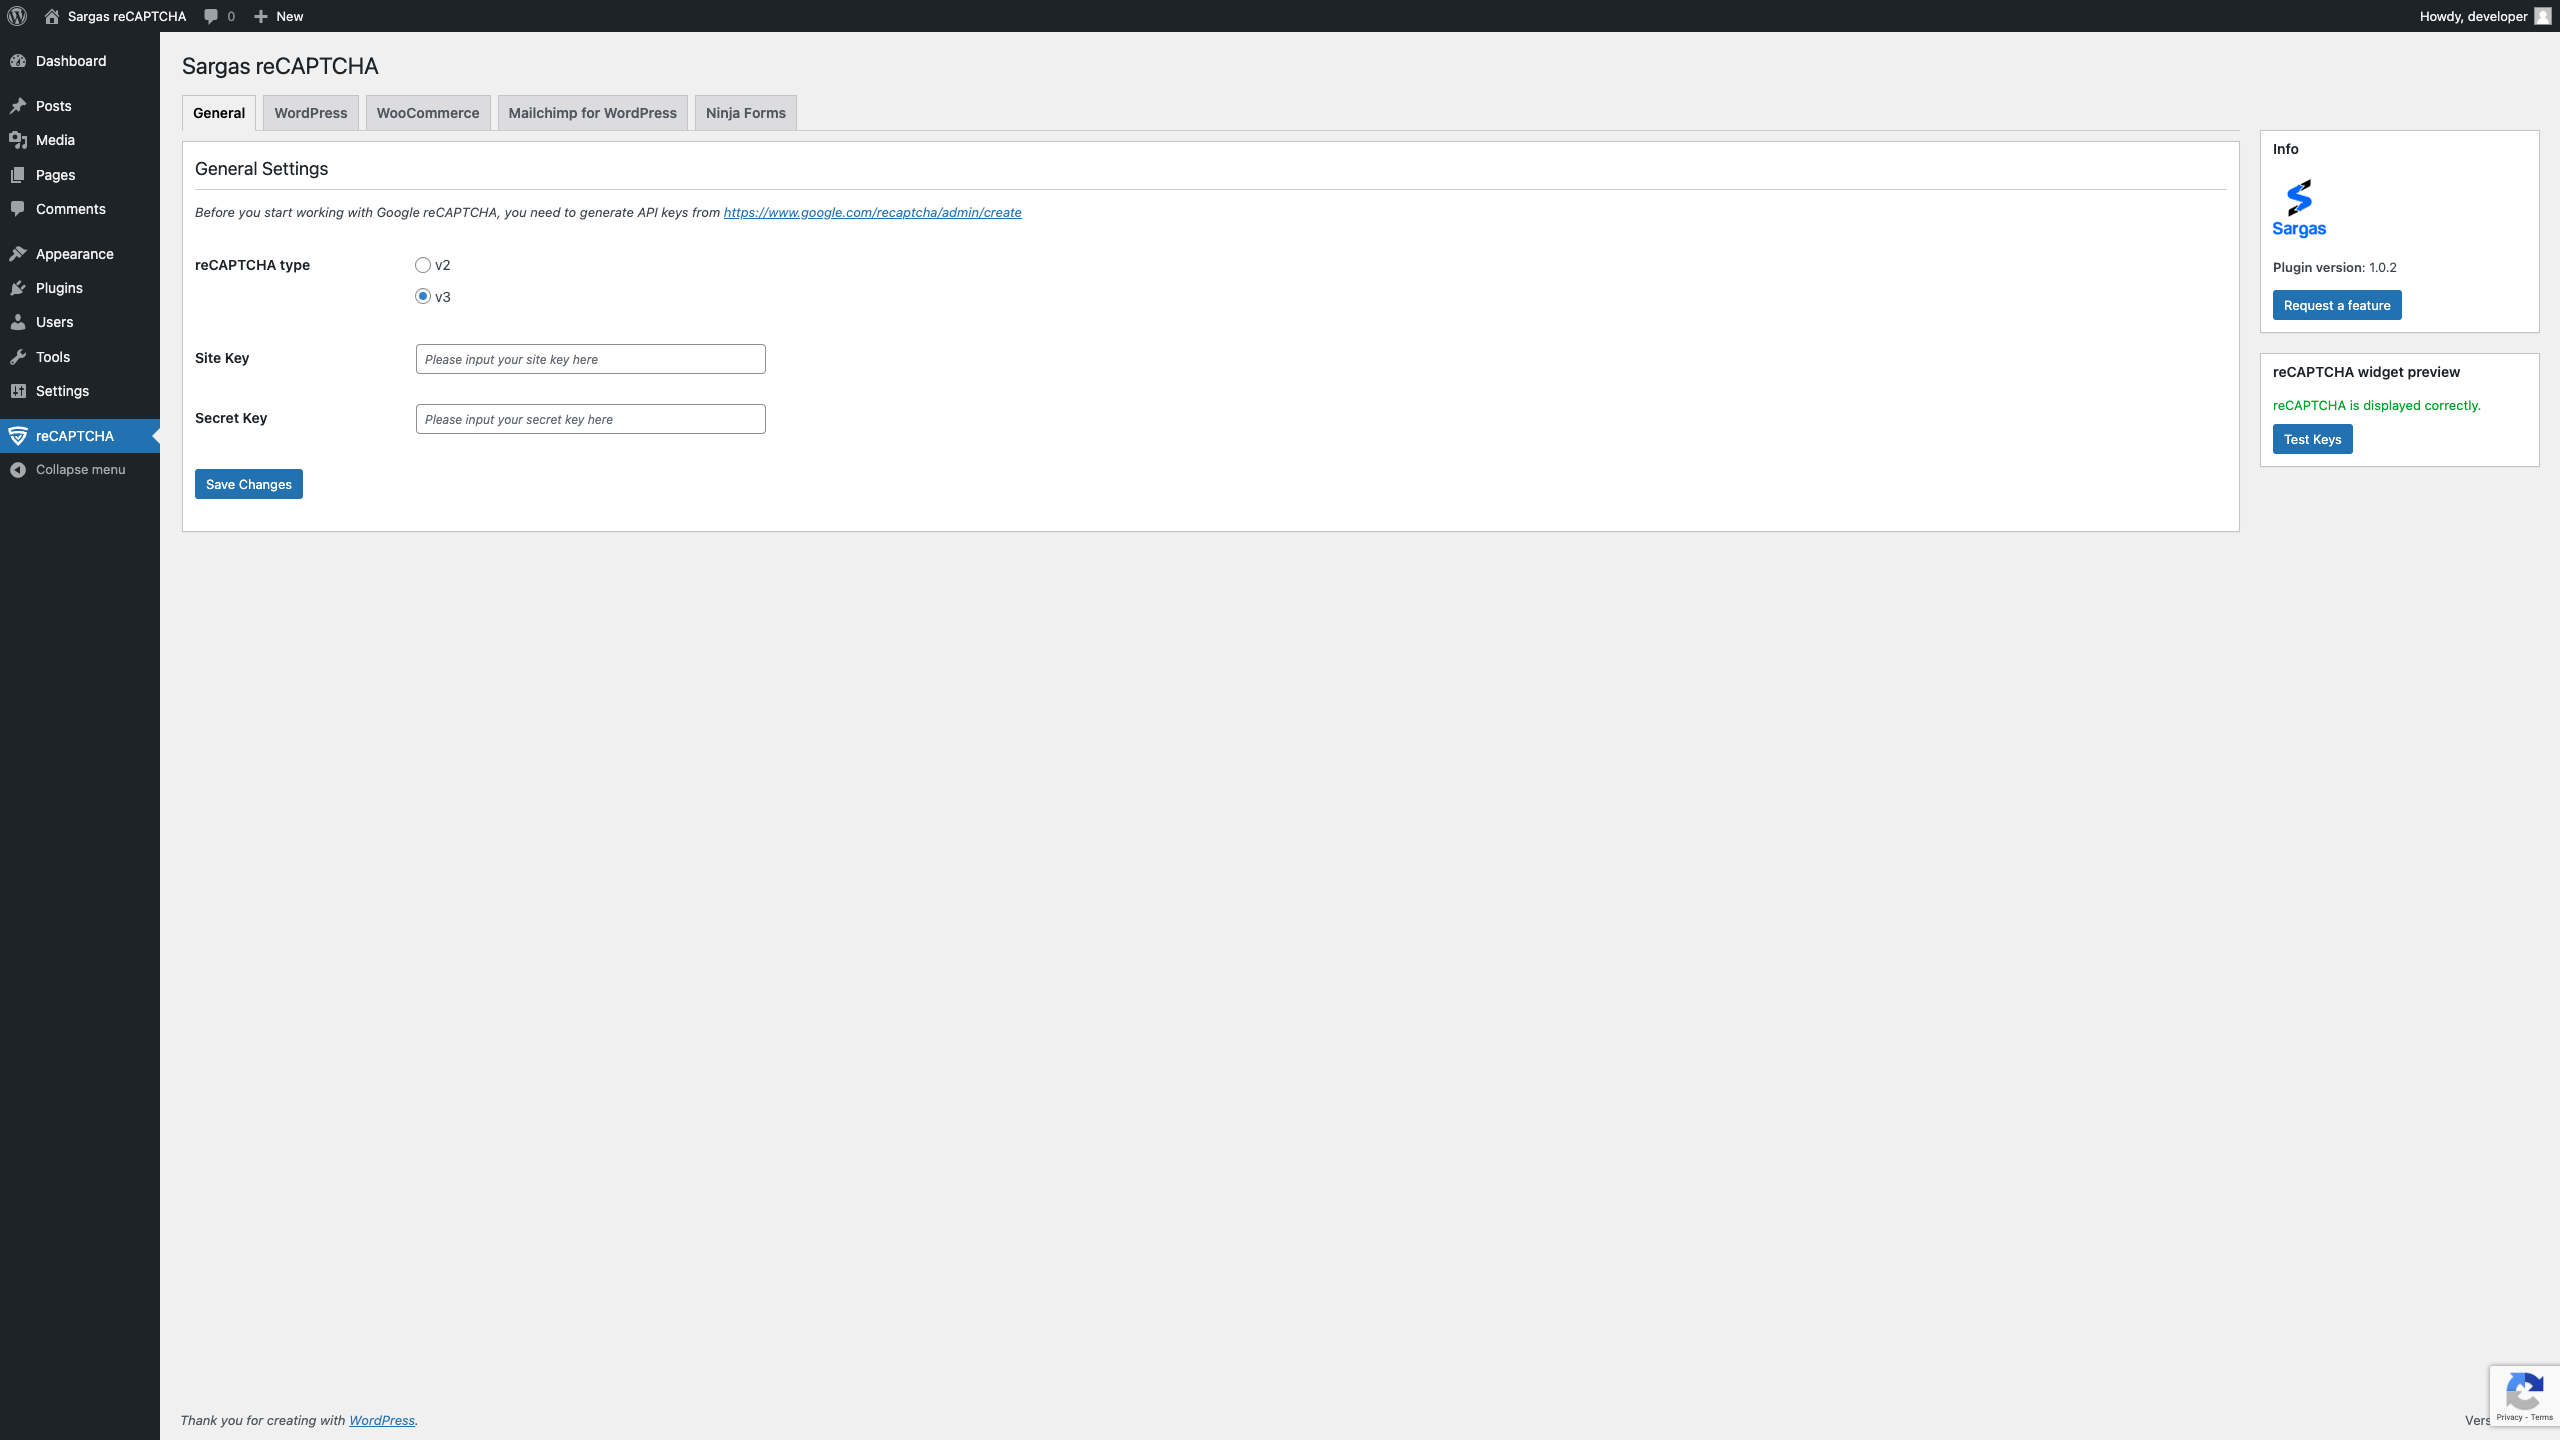 Sargas reCAPTCHA
0
New
Howdy, developer
Dashboard
Posts
Media
Pages
Comments
Appearance
Plugins
Users
Tools
Settings
reCAPTCHA
Collapse menu
Sargas reCAPTCHA
General
WordPress
WooCommerce
Mailchimp for WordPress
Ninja Forms
General Settings
Before you start working with Google reCAPTCHA, you need to generate API keys from https://www.google.com/recaptcha/admin/create
reCAPTCHA type
v2
v3
Site Key
Please input your site key here
Secret Key
Please input your secret key here
Save Changes
Info
Sargas
Plugin version: 1.0.2
Request a feature
reCAPTCHA widget preview
reCAPTCHA is displayed correctly.
Test Keys
Thank you for creating with WordPress.
Privacy - Terms